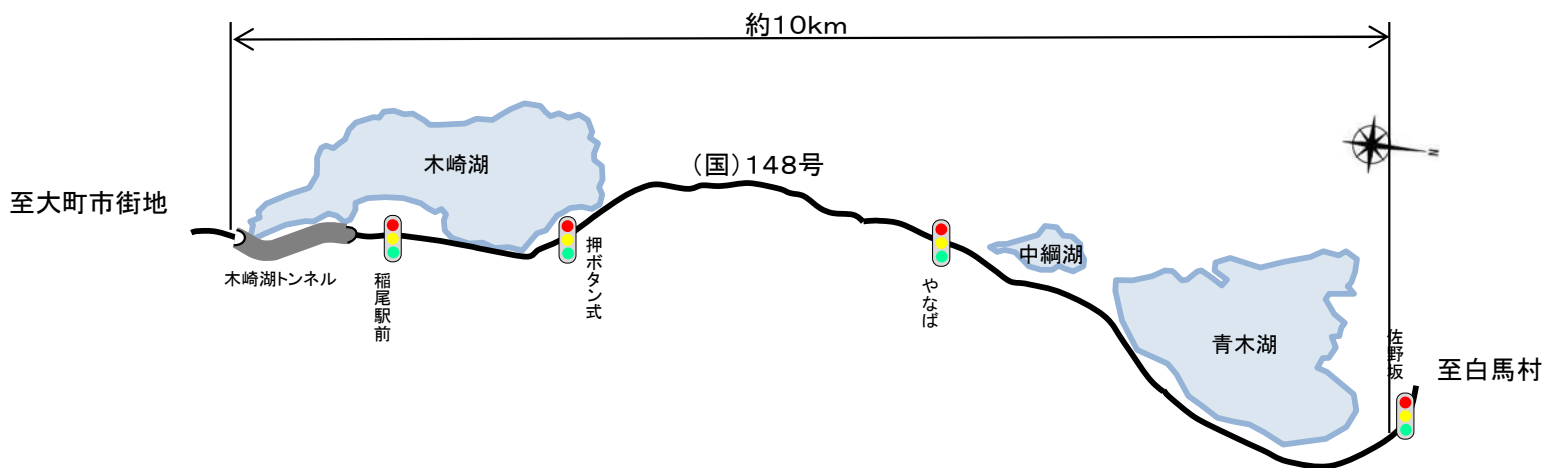 約10km
木崎湖
(国)148号
N
至大町市街地
中綱湖
木崎湖トンネル
稲尾駅前
押ボタン式
やなば
青木湖
佐野坂
至白馬村